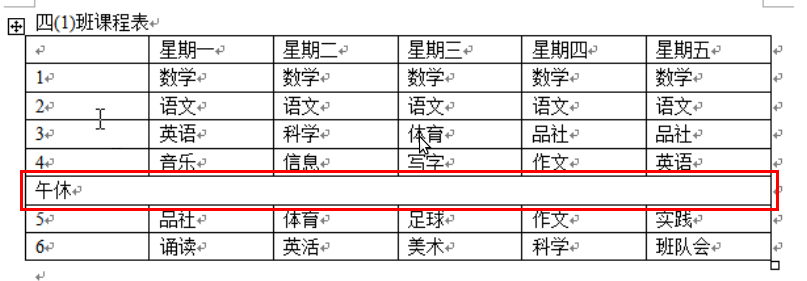 四(1)班课程表
星期一 星期二 星期三 星期四 星期五
1 数学 数学 数学 数学 数学
2 语文 语文 语文 语文 语文
3 英语 科学 体育 品社 品社
4 音乐 信息 写字 作文 英语
午休
5 品社 体育 足球 作文 实践
6 诵读 英活 美术 科学 班队会